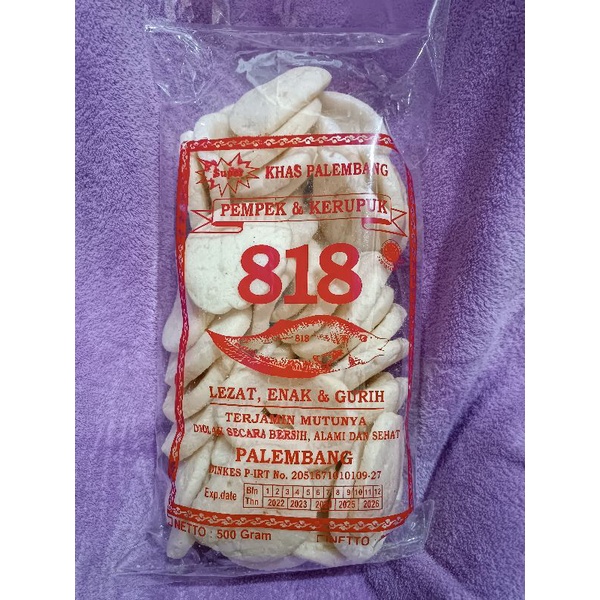 Super
KHAS PALEMBANG
PEMPEK & KERUPUK
818
818
LEZAT, ENAK & GURIH
TERJAMIN MUTUNYA
DIOLAH SECARA BERSIH, ALAMI DAN SEHAT
PALEMBANG
DINKES P-IRT No. 2051671010109-27
Exp.date
Bln 1 2 3 4 5 6 7 8 9 10 11 12
Thn 2022 2023 2024 2025 2026
NETTO : 500 Gram
NETTO